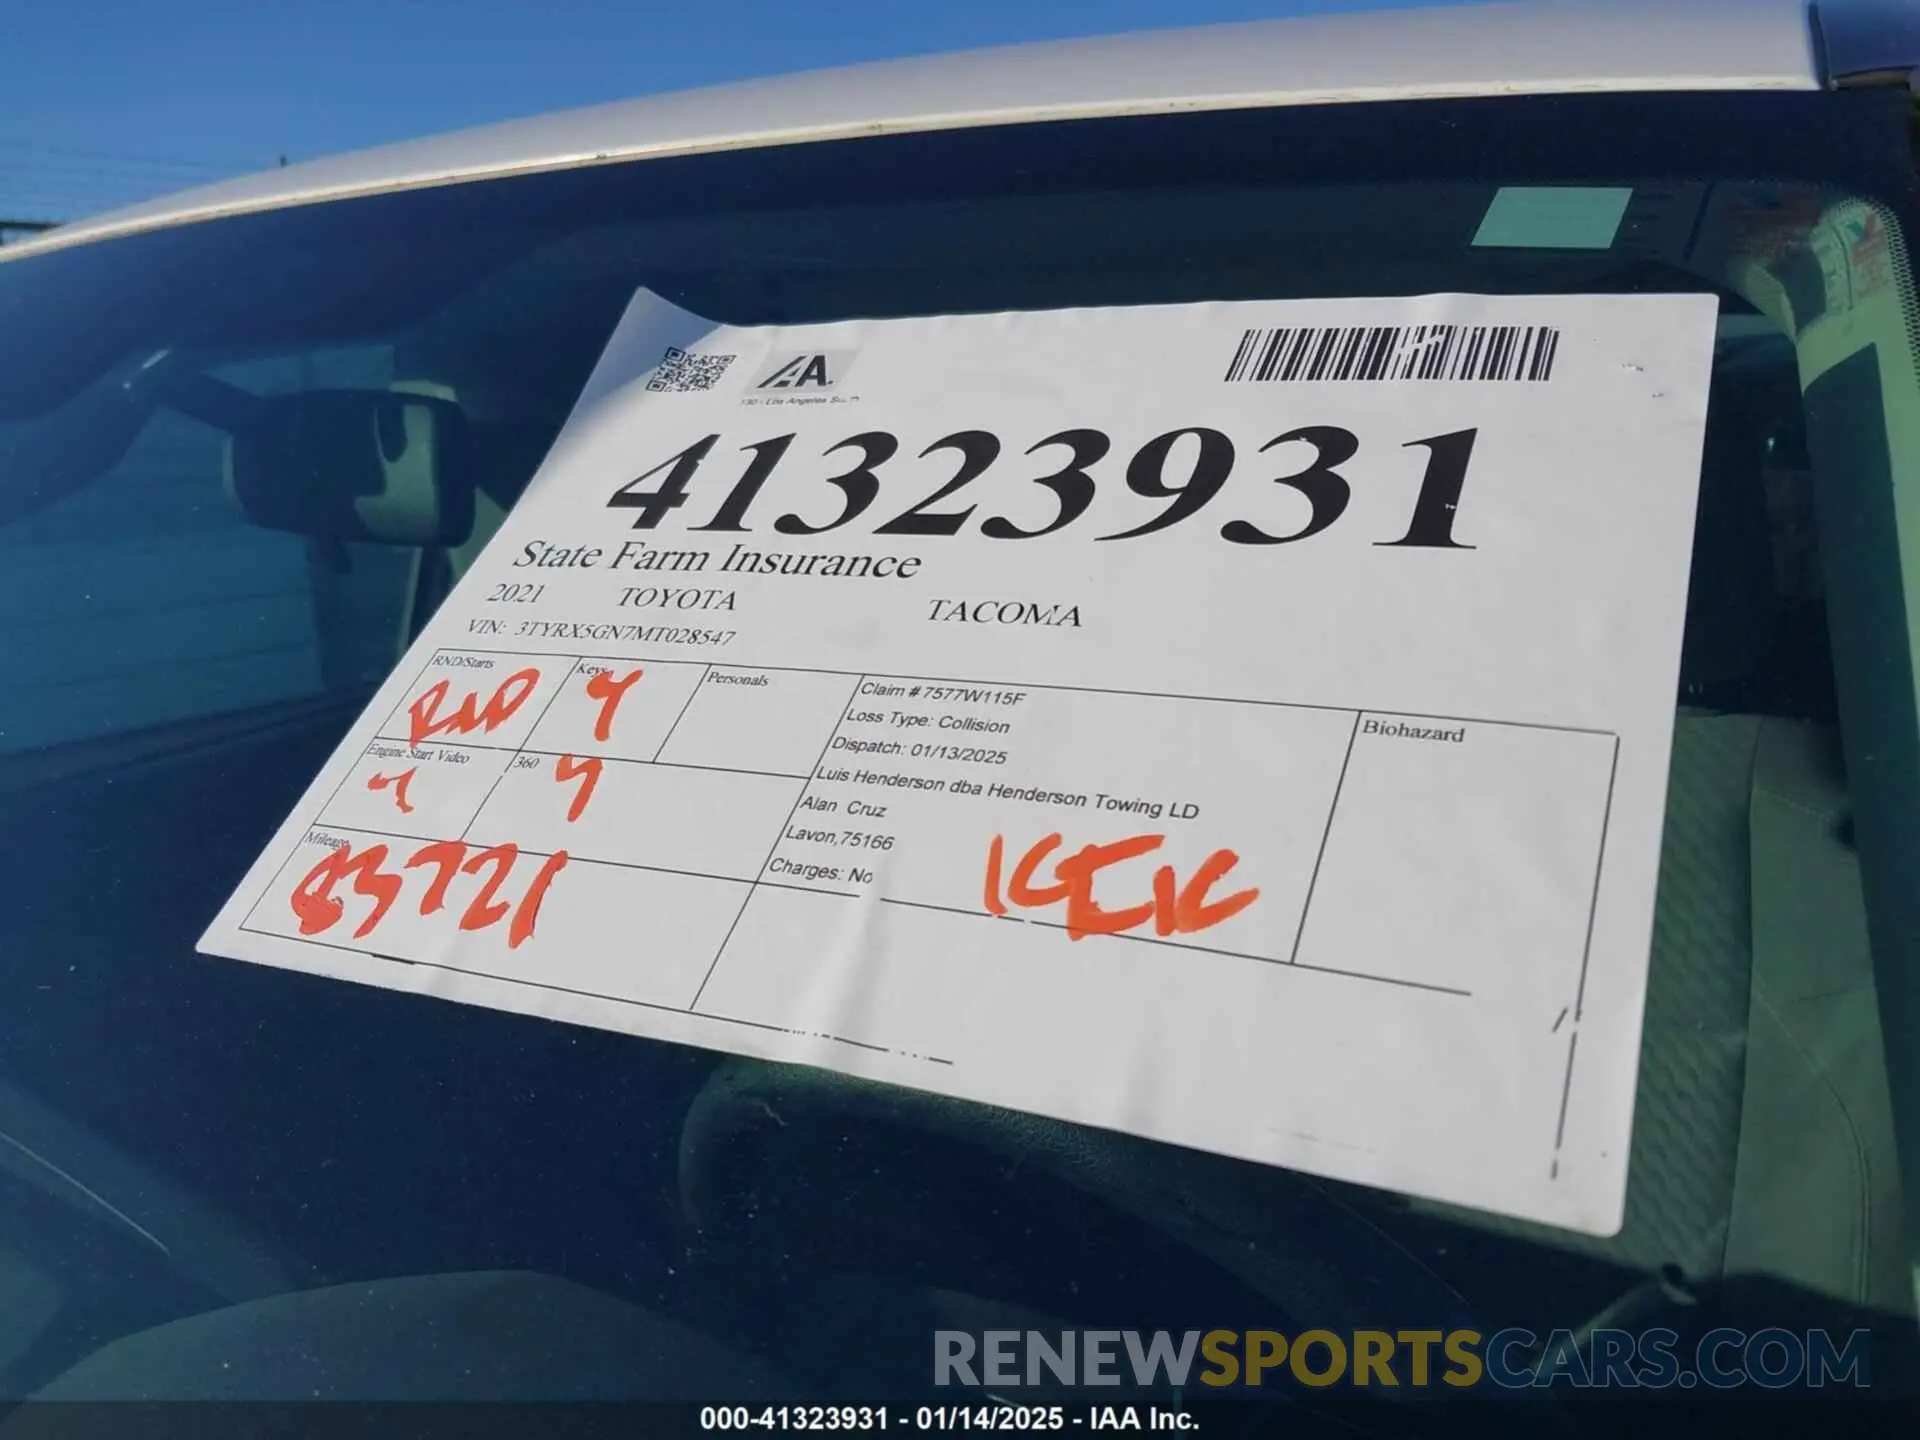 IAA
41323931
State Farm Insurance
2021 TOYOTA TACOMA
VIN: 3TYRX5GN7MT028547
RND/Starts
RND
Keys
Y
Personals
Claim # 7577W115F
Loss Type: Collision
Dispatch: 01/13/2025
Luis Henderson dba Henderson Towing LD
Alan Cruz
Lavon,75166
Charges: No
Biohazard
Engine Start Video
Y
360
Y
Mileage
83721
RENEWSPORTSCARS.COM
000-41323931 - 01/14/2025 - IAA Inc.